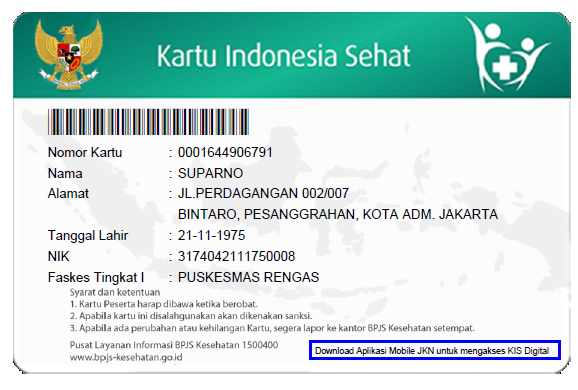 Kartu Indonesia Sehat
Nomor Kartu : 0001644906791
Nama : SUPARNO
Alamat : JL.PERDAGANGAN 002/007
BINTARO, PESANGGRAHAN, KOTA ADM. JAKARTA
Tanggal Lahir : 21-11-1975
NIK : 3174042111750008
Faskes Tingkat I : PUSKESMAS RENGAS
Syarat dan ketentuan
1. Kartu Peserta harap dibawa ketika berobat.
2. Apabila kartu ini disalahgunakan akan dikenakan sanksi.
3. Apabila ada perubahan atau kehilangan Kartu, segera lapor ke kantor BPJS Kesehatan setempat.
Pusat Layanan Informasi BPJS Kesehatan 1500400
www.bpjs-kesehatan.go.id
Download Aplikasi Mobile JKN untuk mengakses KIS Digital